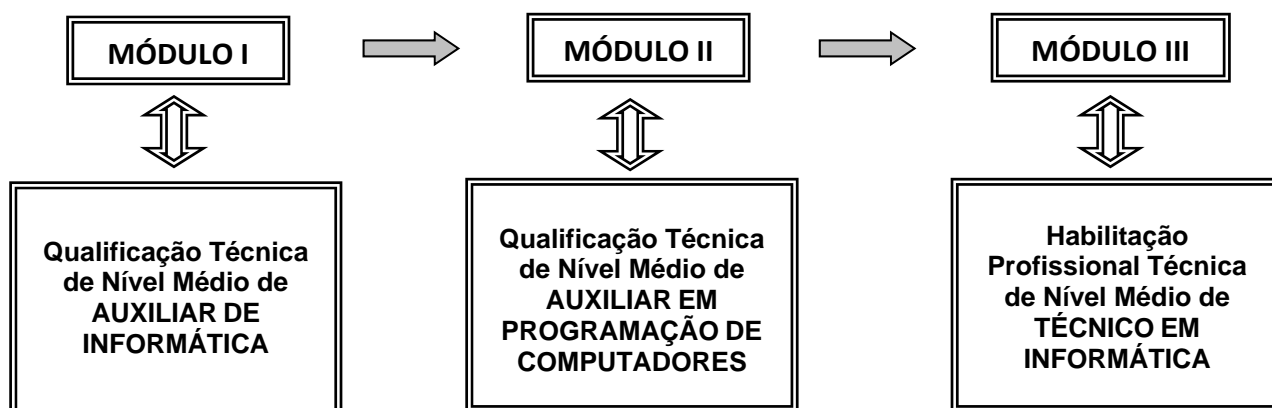 MÓDULO I
MÓDULO II
MÓDULO III
Qualificação Técnica
de Nível Médio de
AUXILIAR DE
INFORMÁTICA
Qualificação Técnica
de Nível Médio de
AUXILIAR EM
PROGRAMAÇÃO DE
COMPUTADORES
Habilitação
Profissional Técnica
de Nível Médio de
TÉCNICO EM
INFORMÁTICA